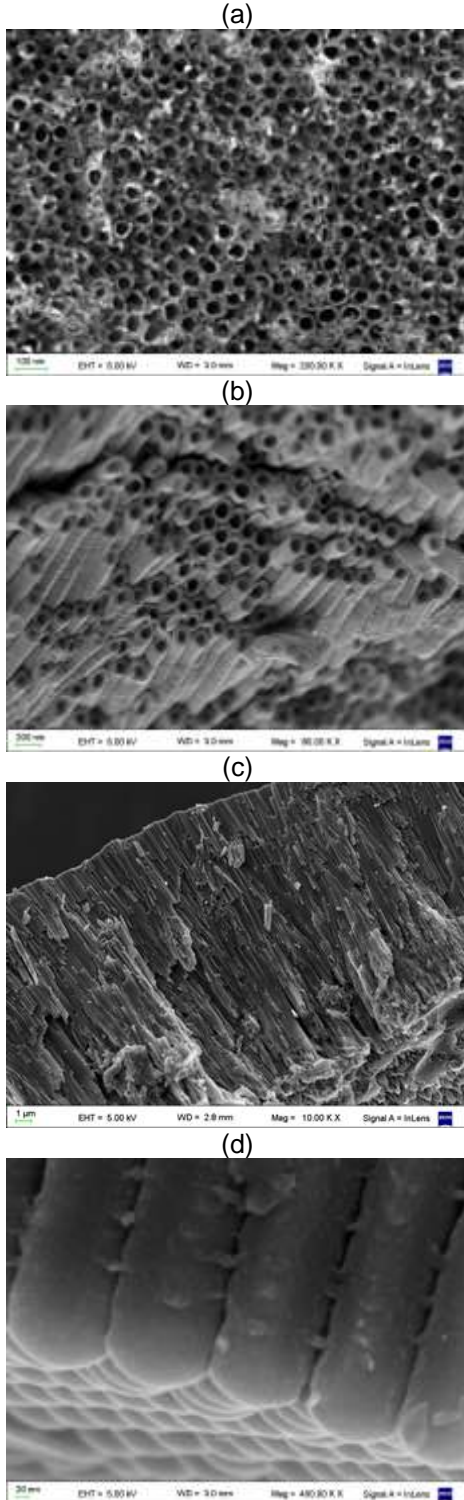 (a)
EHT = 5.00 kV WD = 3.0 mm Signal A = InLens
(b)
EHT = 5.00 kV WD = 3.0 mm Signal A = InLens
(c)
1 µm EHT = 5.00 kV WD = 2.8 mm Mag = 10.00 K X Signal A = InLens
(d)
EHT = 5.00 kV WD = 3.0 mm Signal A = InLens